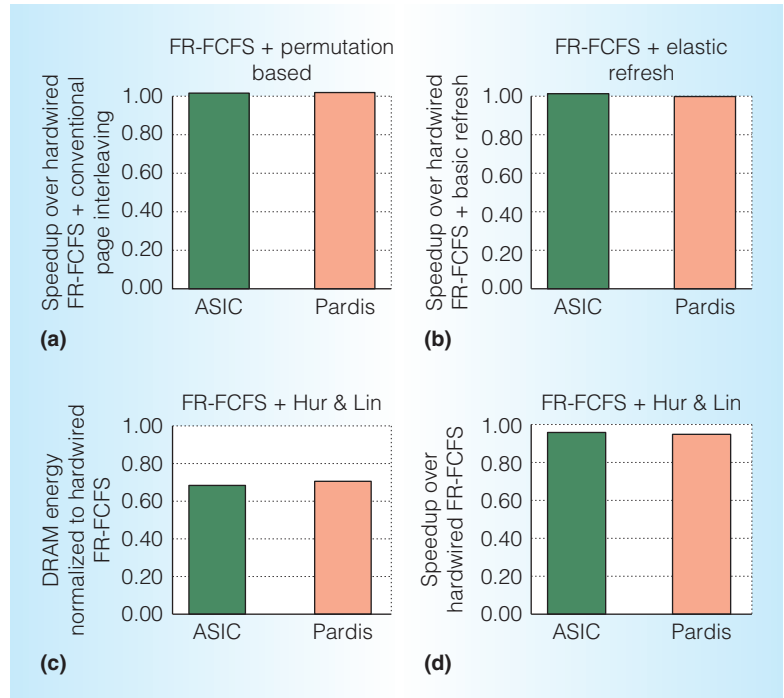 FR-FCFS + permutation
based
Speedup over hardwired
FR-FCFS + conventional
page interleaving
1.00
0.80
0.60
0.40
0.20
0.00
ASIC
Pardis
(a)
FR-FCFS + elastic
refresh
Speedup over hardwired
FR-FCFS + basic refresh
1.00
0.80
0.60
0.40
0.20
0.00
ASIC
Pardis
(b)
FR-FCFS + Hur & Lin
DRAM energy
normalized to hardwired
FR-FCFS
1.00
0.80
0.60
0.40
0.20
0.00
ASIC
Pardis
(c)
FR-FCFS + Hur & Lin
Speedup over
hardwired FR-FCFS
1.00
0.80
0.60
0.40
0.20
0.00
ASIC
Pardis
(d)